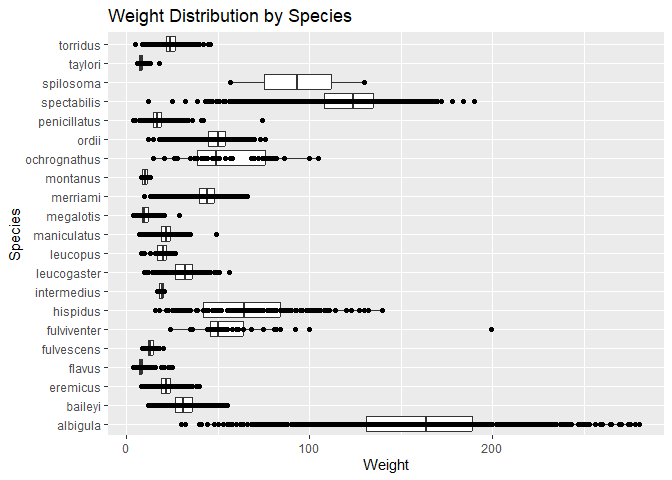 Weight Distribution by Species
torridus
taylori
spilosoma
spectabilis
penicillatus
ordii
ochrognathus
montanus
merriami
megalotis
maniculatus
leucopus
leucogaster
intermedius
hispidus
fulviventer
fulvescens
flavus
eremicus
baileyi
albigula
Species
0 100 200
Weight